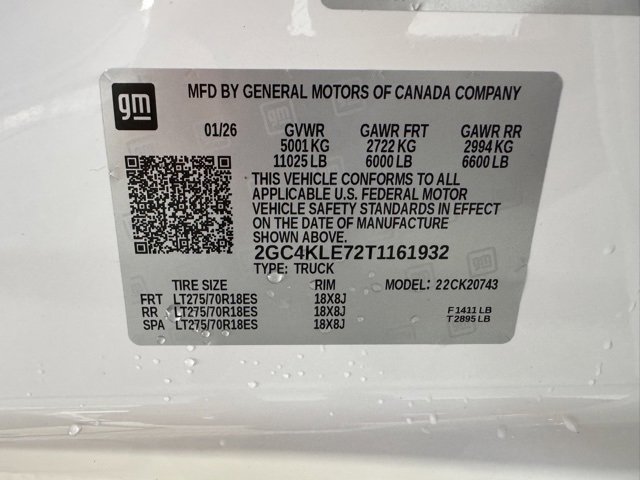 gm
MFD BY GENERAL MOTORS OF CANADA COMPANY
01/26 GVWR GAWR FRT GAWR RR
5001 KG 2722 KG 2994 KG
11025 LB 6000 LB 6600 LB
THIS VEHICLE CONFORMS TO ALL
APPLICABLE U.S. FEDERAL MOTOR
VEHICLE SAFETY STANDARDS IN EFFECT
ON THE DATE OF MANUFACTURE
SHOWN ABOVE.
2GC4KLE72T1161932
TYPE: TRUCK
TIRE SIZE RIM MODEL: 22CK20743
FRT LT275/70R18ES 18X8J
RR LT275/70R18ES 18X8J F1411 LB
SPA LT275/70R18ES 18X8J T2895 LB